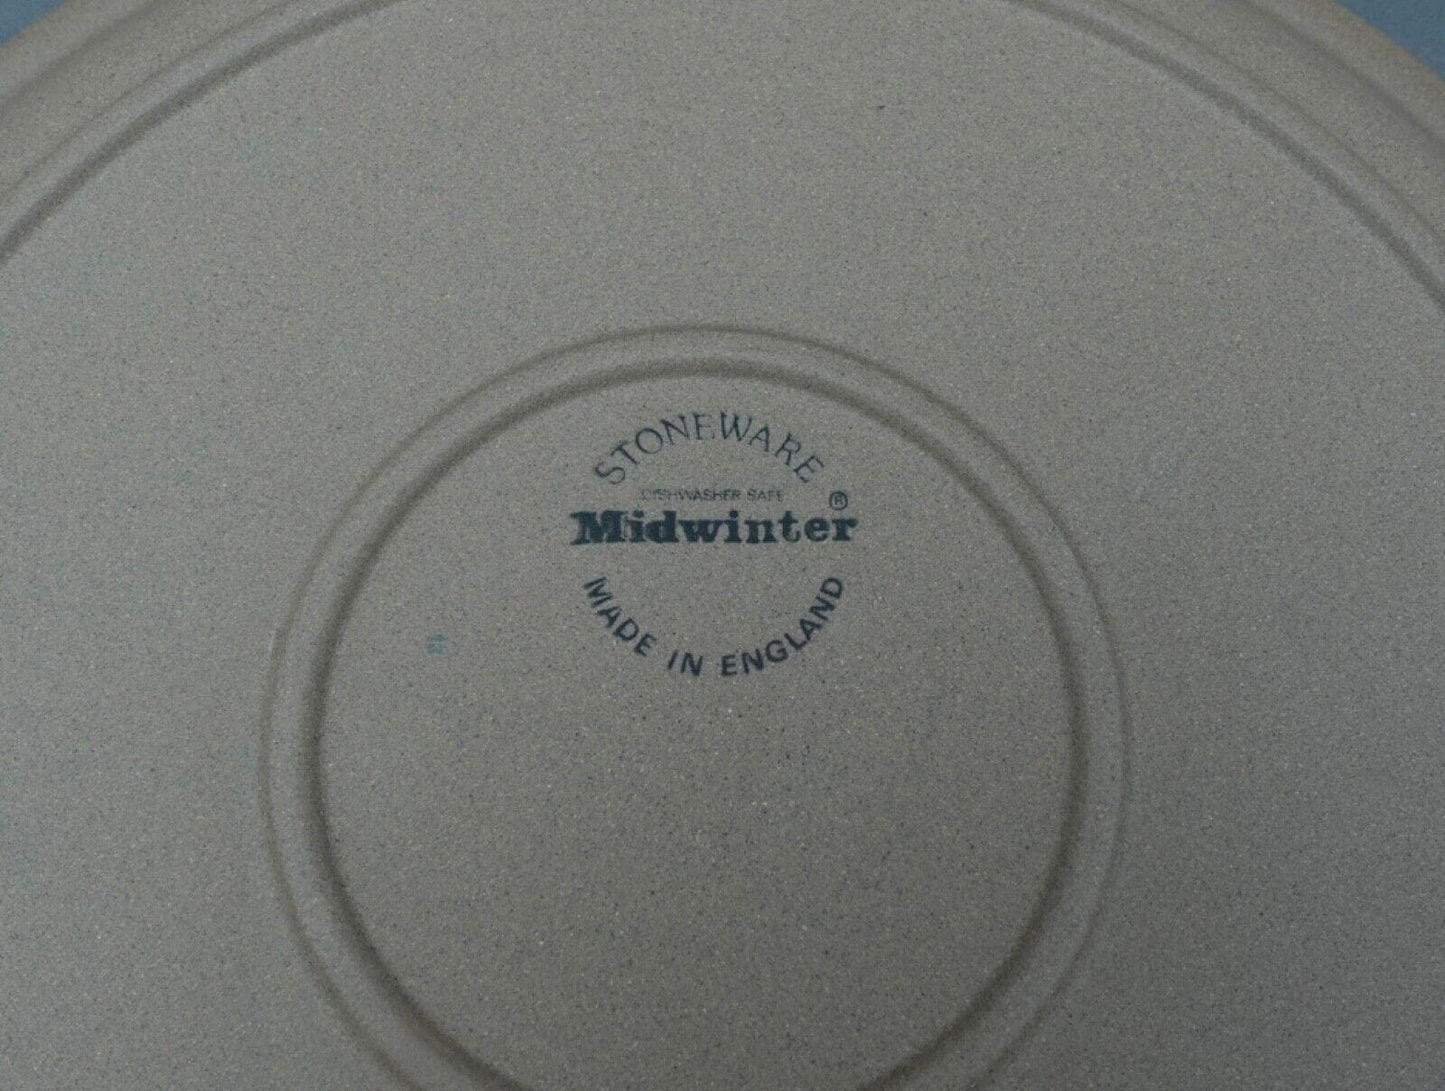 STONEWARE
DISHWASHER SAFE
Midwinter ®
MADE IN ENGLAND